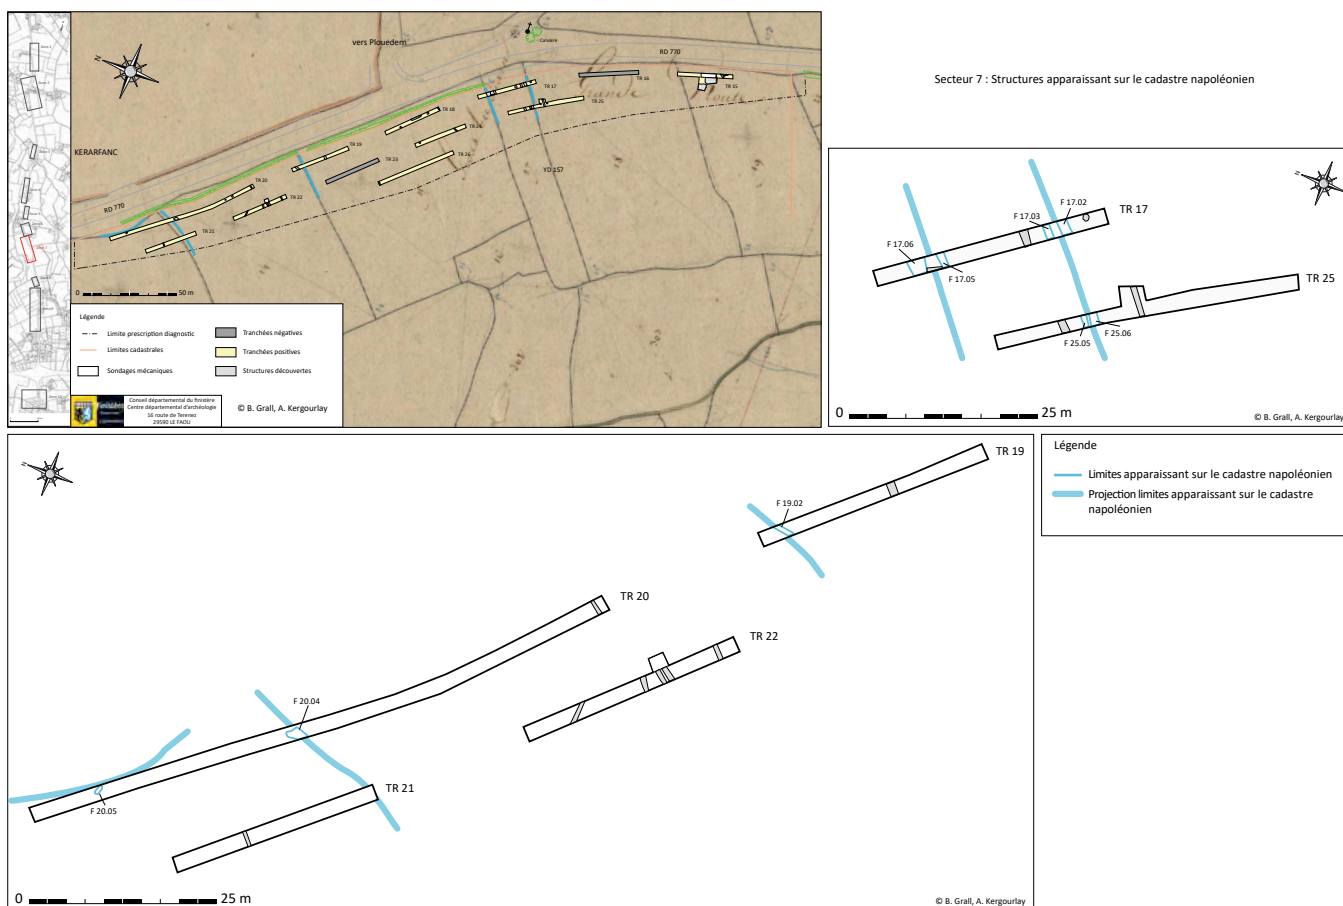 Secteur 7 : Structures apparaissant sur le cadastre napoléonien
vers Plouedern
Calvaire
RD 770
TR 16
TR 15
TR 17
TR 25
TR 18
TR 24
TR 19
TR 23
TR 26
KERARFANC
YD 157
TR 20
TR 22
RD 770
TR 21
Grande
Route
0 50 m
Légende
Limite prescription diagnostic
Limites cadastrales
Sondages mécaniques
Tranchées négatives
Tranchées positives
Structures découvertes
Conseil départemental du finistère
Centre départemental d'archéologie
16 route de Terenez
29590 LE FAOU
© B. Grall, A. Kergourlay
N
F 17.02
F 17.03
TR 17
F 17.06
F 17.05
TR 25
F 25.06
F 25.05
0 25 m
© B. Grall, A. Kergourlay
Légende
Limites apparaissant sur le cadastre napoléonien
Projection limites apparaissant sur le cadastre
napoléonien
N
TR 19
F 19.02
TR 20
TR 22
F 20.04
TR 21
F 20.05
0 25 m
© B. Grall, A. Kergourlay